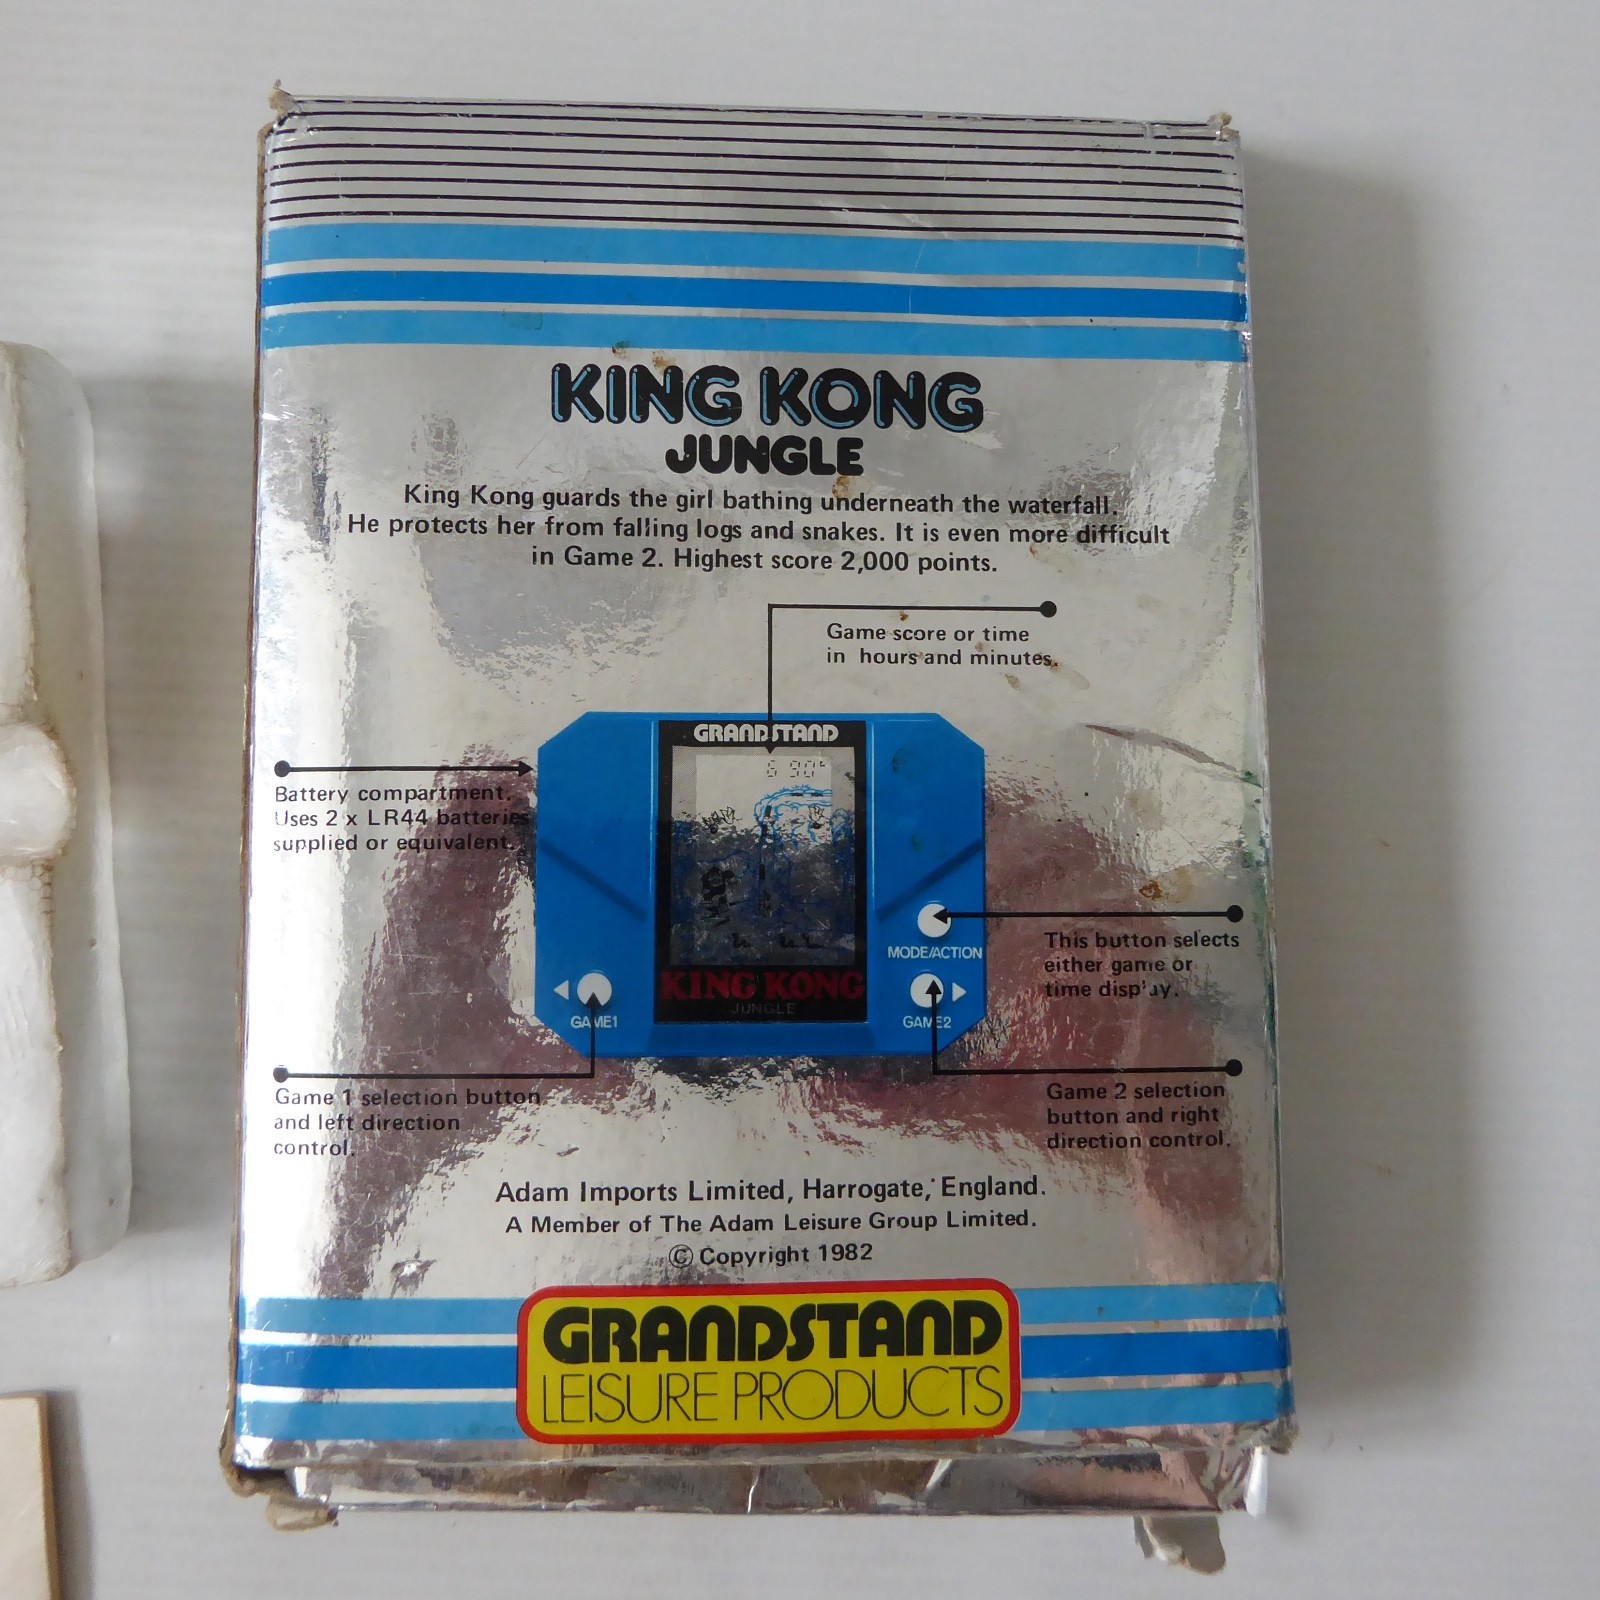 KING KONG
JUNGLE
King Kong guards the girl bathing underneath the waterfall.
He protects her from falling logs and snakes. It is even more difficult
in Game 2. Highest score 2,000 points.
Game score or time
in hours and minutes.
GRANDSTAND
6 90
Battery compartment.
Uses 2 x LR44 batteries
supplied or equivalent.
MODE/ACTION
This button selects
either game or
time display.
KING KONG
JUNGLE
GAME1
GAME2
Game 1 selection button
and left direction
control.
Game 2 selection
button and right
direction control.
Adam Imports Limited, Harrogate, England.
A Member of The Adam Leisure Group Limited.
© Copyright 1982
GRANDSTAND
LEISURE PRODUCTS